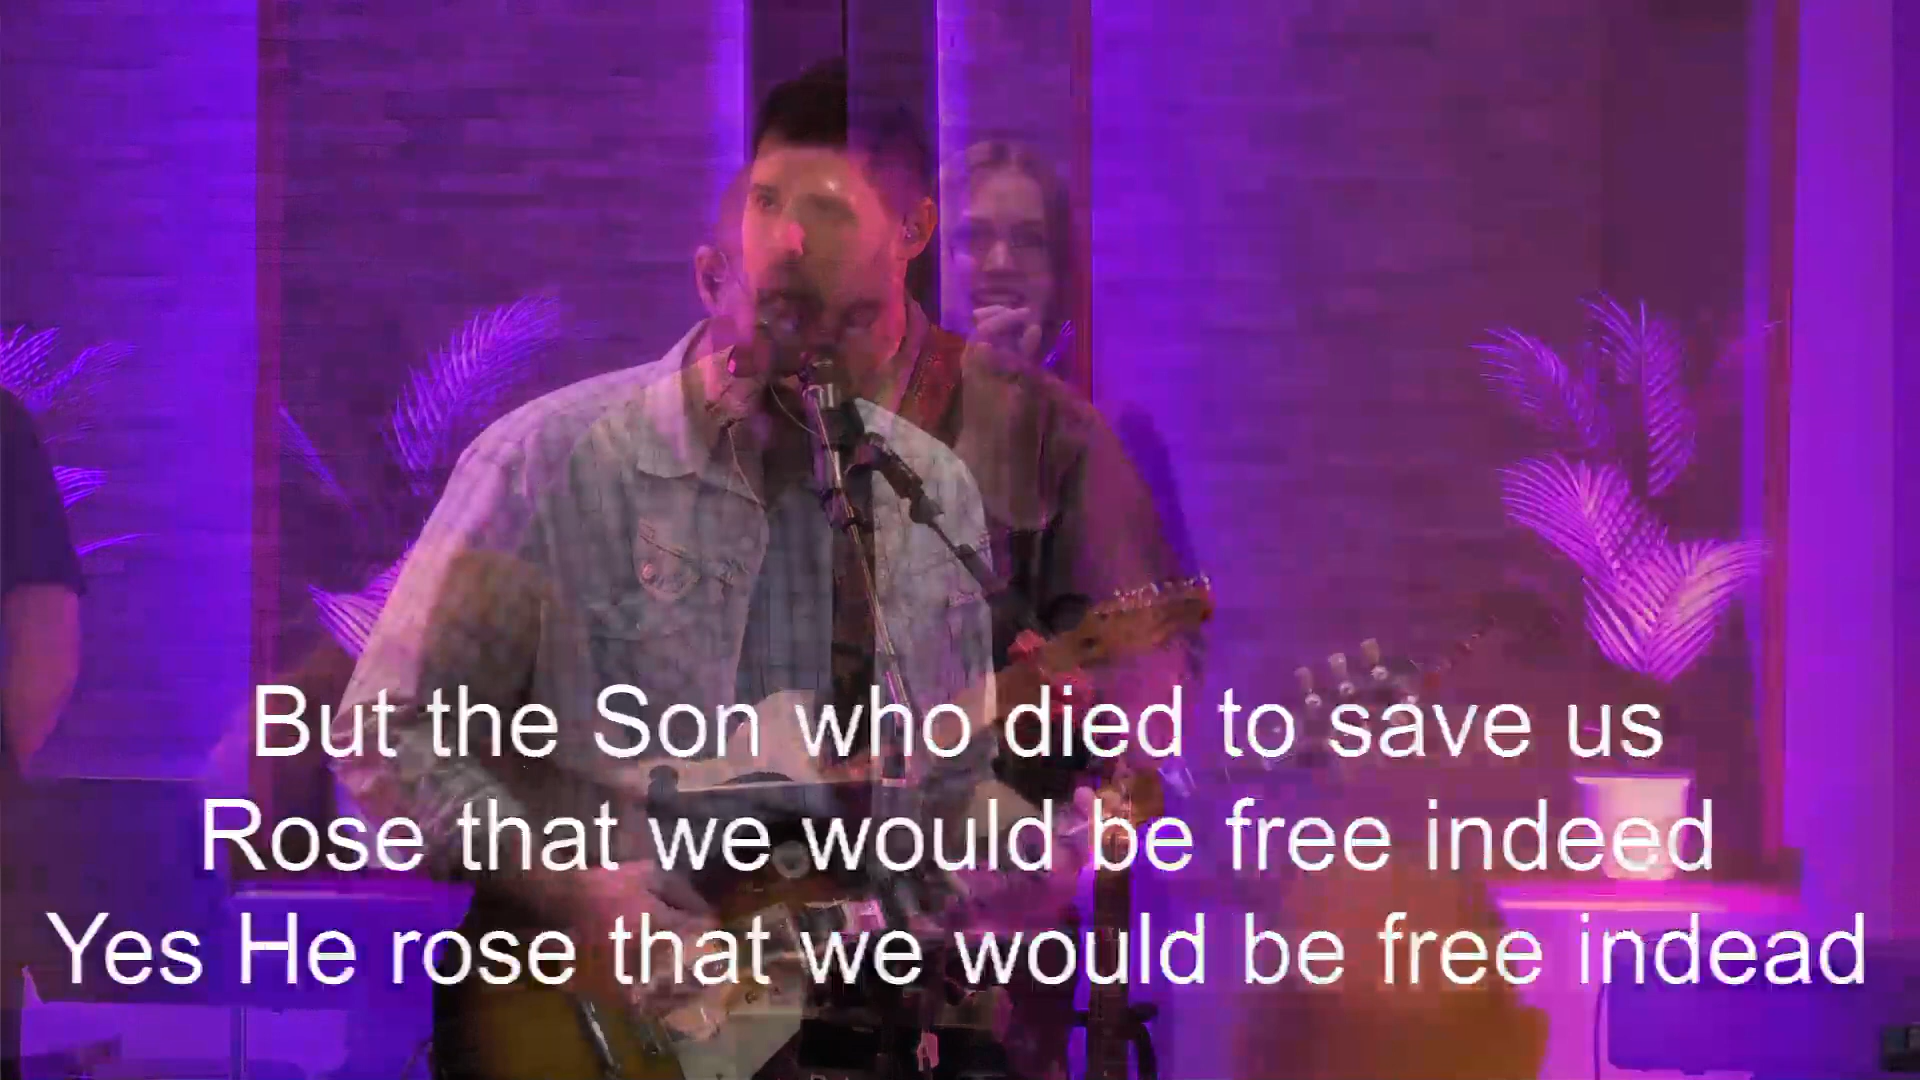 But the Son who died to save us
Rose that we would be free indeed
Yes He rose that we would be free indead